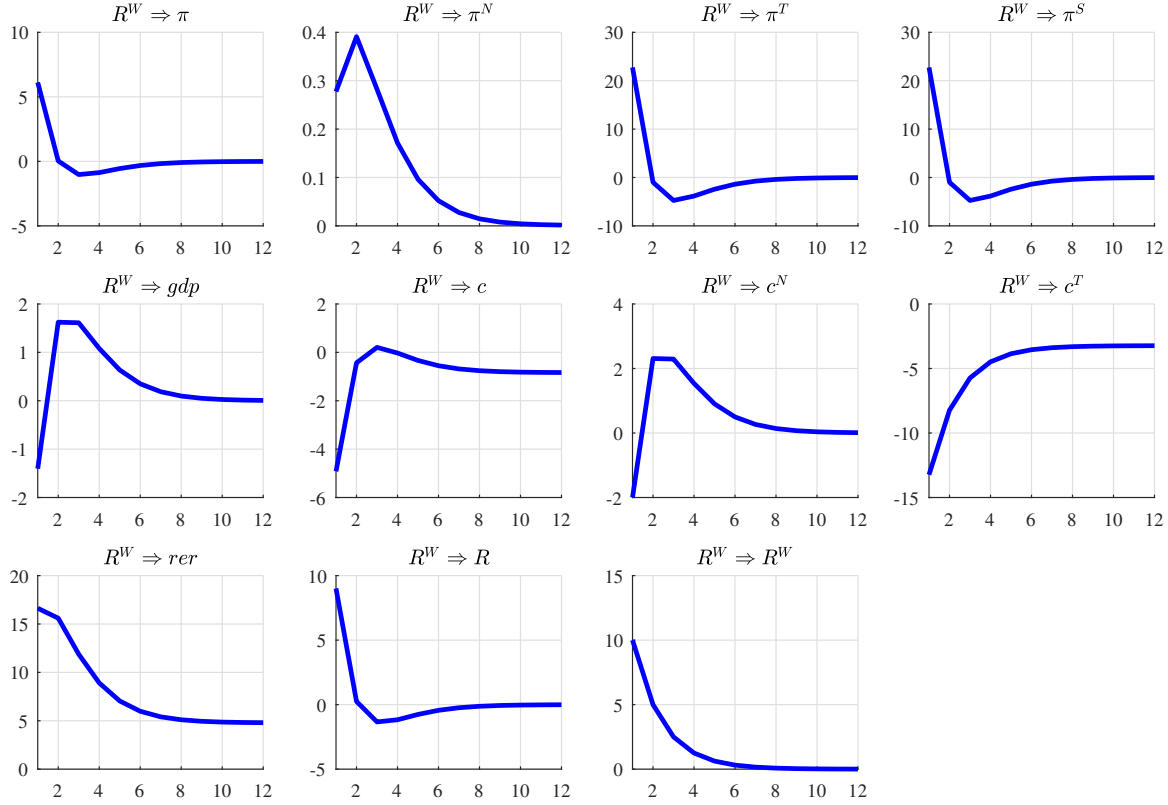 R^W ⇒ π R^W ⇒ π^N R^W ⇒ π^T R^W ⇒ π^S
10 0.4 30 30
0.3 20 20
5
0.2 10 10
0
0.1 0 0
-5 0 -10 -10
2 4 6 8 10 12 2 4 6 8 10 12 2 4 6 8 10 12 2 4 6 8 10 12
R^W ⇒ gdp R^W ⇒ c R^W ⇒ c^N R^W ⇒ c^T
2 2 4 0
1 0 -5
2
0 -2
0 -10
-1 -4
-2 -6 -2 -15
2 4 6 8 10 12 2 4 6 8 10 12 2 4 6 8 10 12 2 4 6 8 10 12
R^W ⇒ rer R^W ⇒ R R^W ⇒ R^W
20 10 15
15 5 10
10
0 5
5
0 -5 0
2 4 6 8 10 12 2 4 6 8 10 12 2 4 6 8 10 12